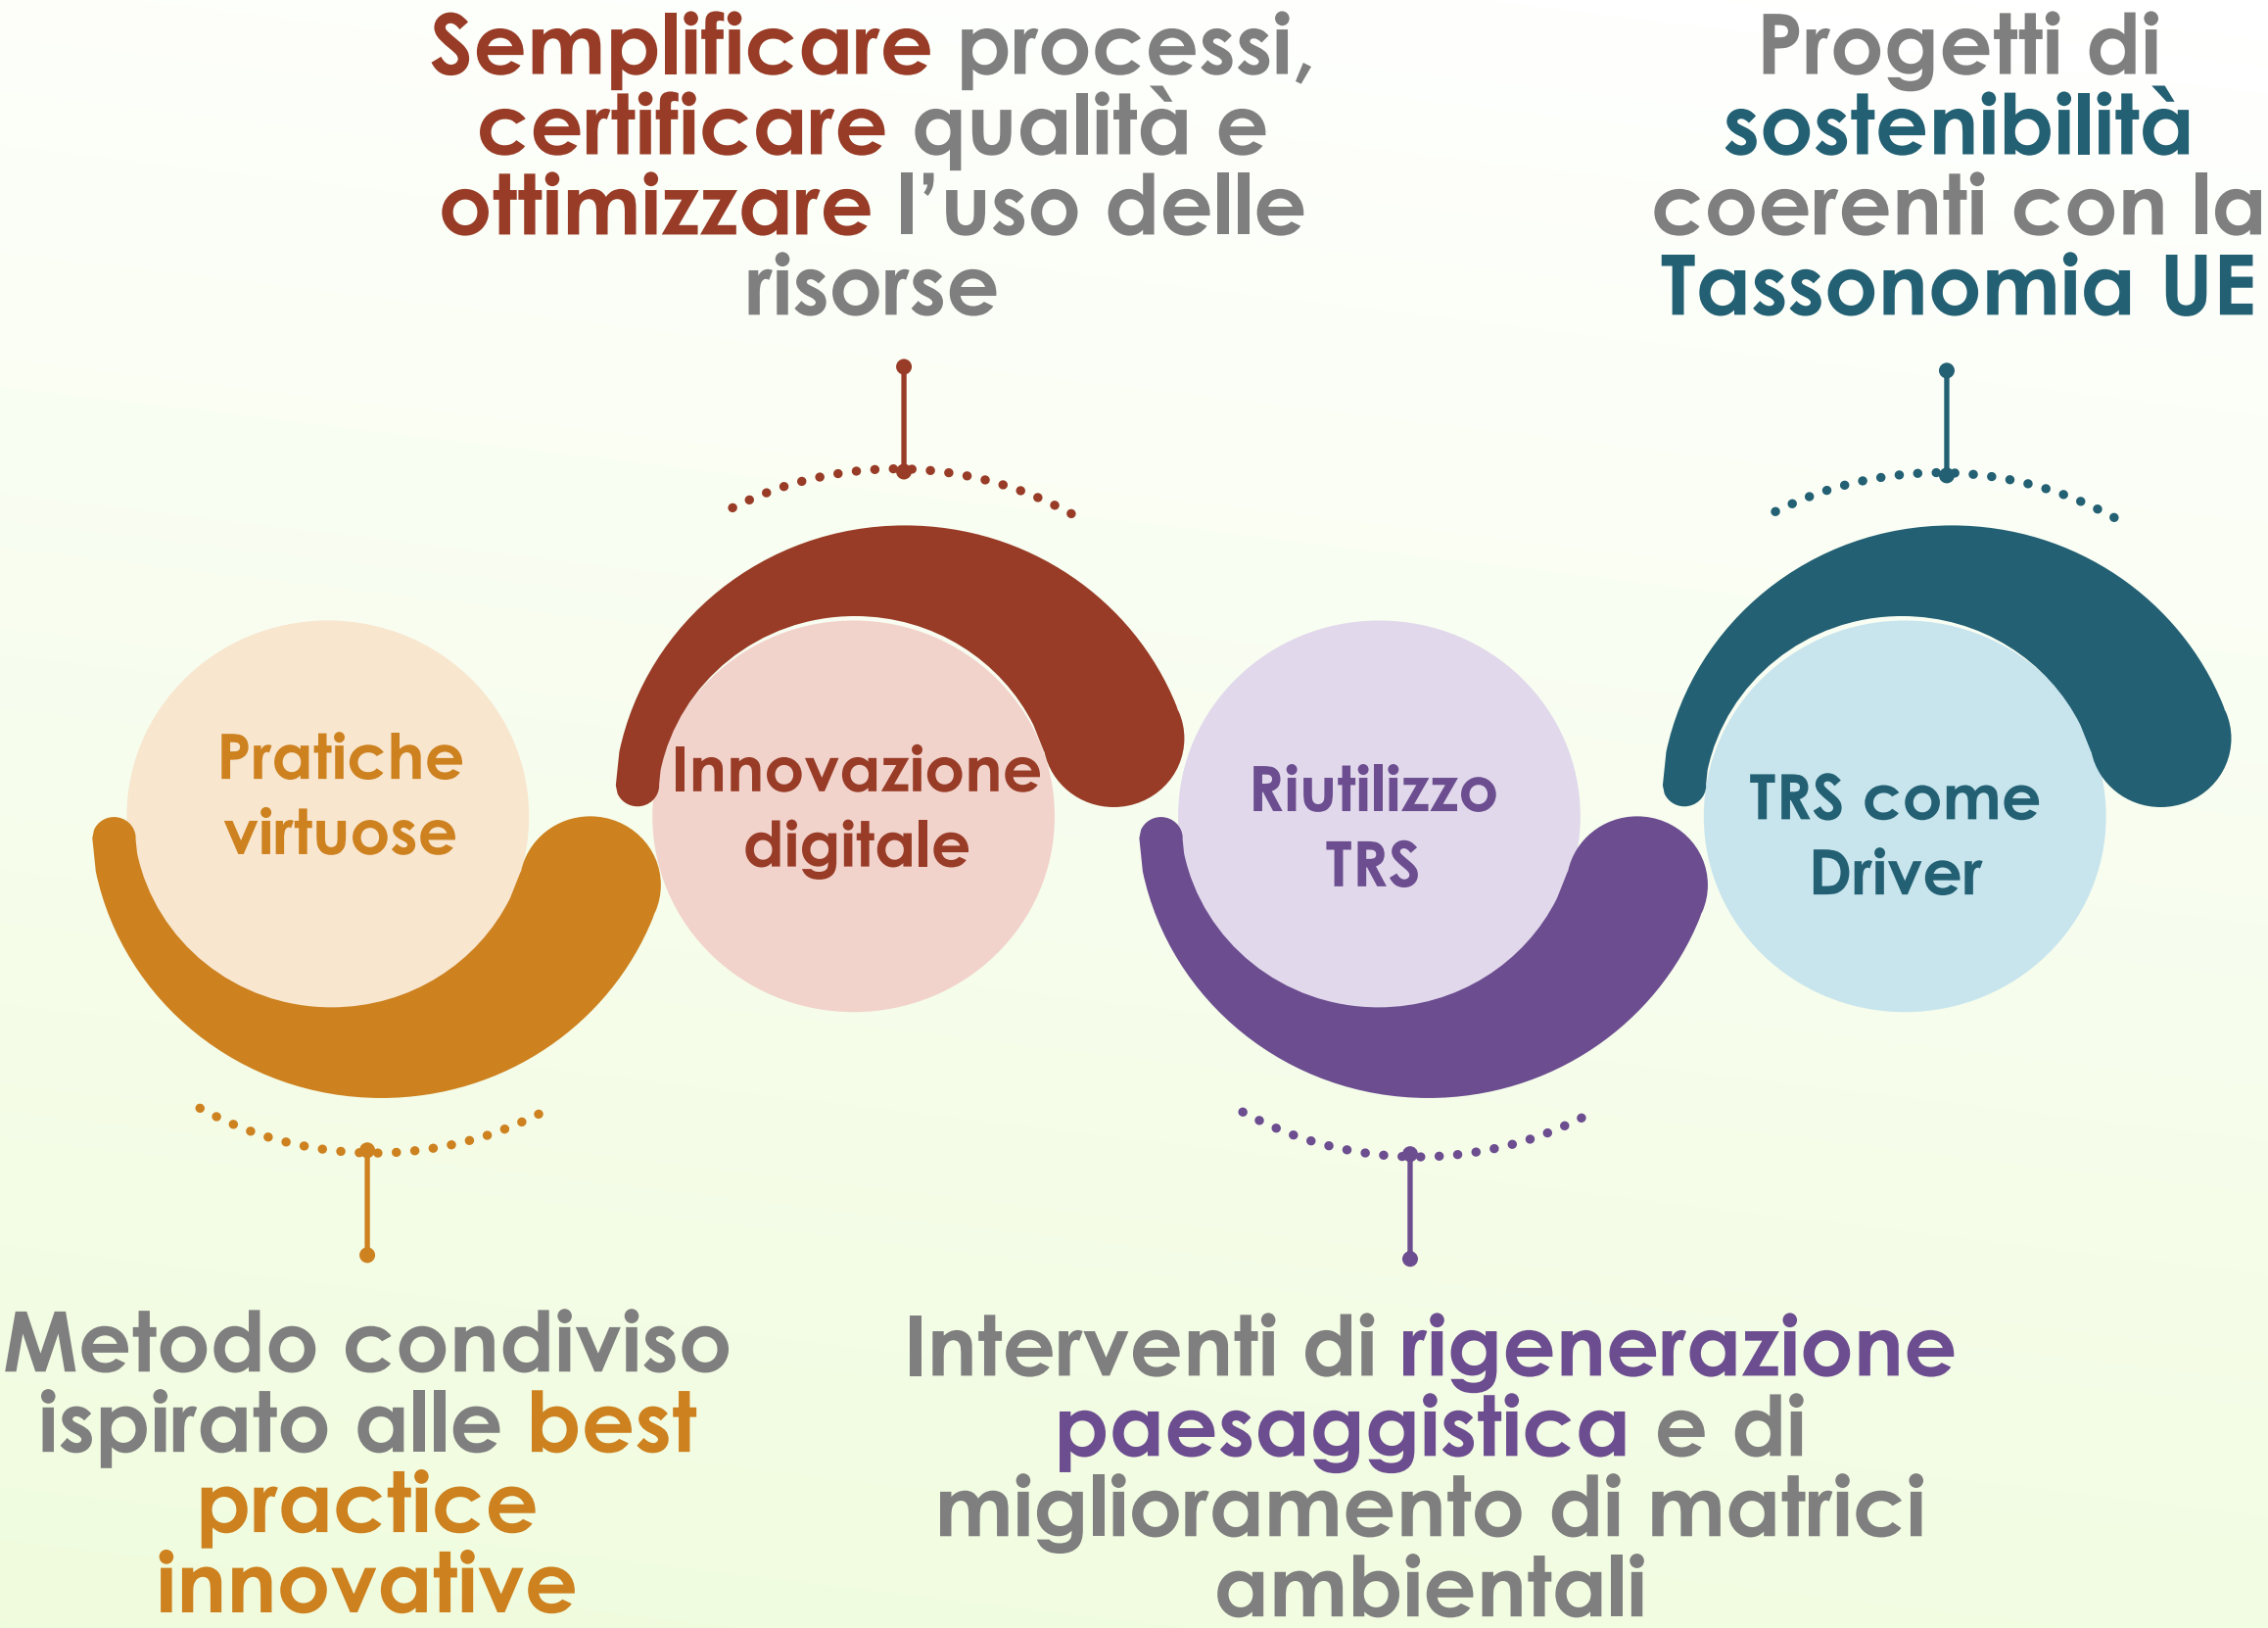 Semplificare processi,
certificare qualità e
ottimizzare l’uso delle
risorse
Progetti di
sostenibilità
coerenti con la
Tassonomia UE
Pratiche
virtuose
Innovazione
digitale
Riutilizzo
TRS
TRS come
Driver
Metodo condiviso
ispirato alle best
practice
innovative
Interventi di rigenerazione
paesaggistica e di
miglioramento di matrici
ambientali